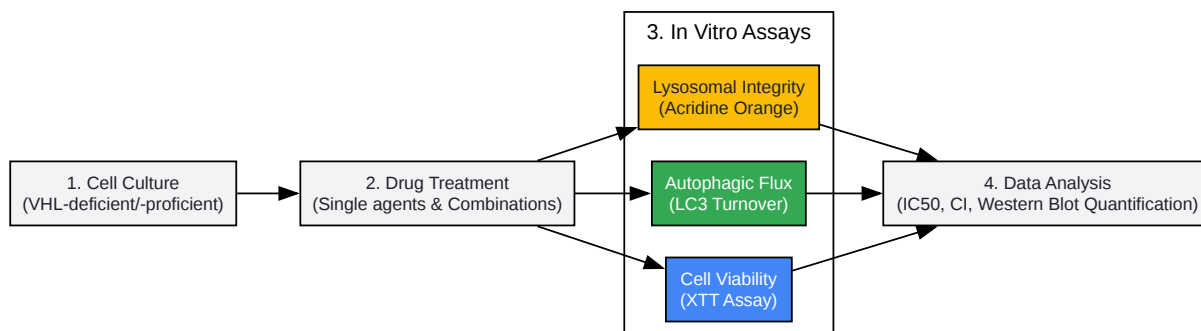 1. Cell Culture
(VHL-deficient/-proficient)
2. Drug Treatment
(Single agents & Combinations)
3. In Vitro Assays
Lysosomal Integrity
(Acridine Orange)
Autophagic Flux
(LC3 Turnover)
Cell Viability
(XTT Assay)
4. Data Analysis
(IC50, CI, Western Blot Quantification)